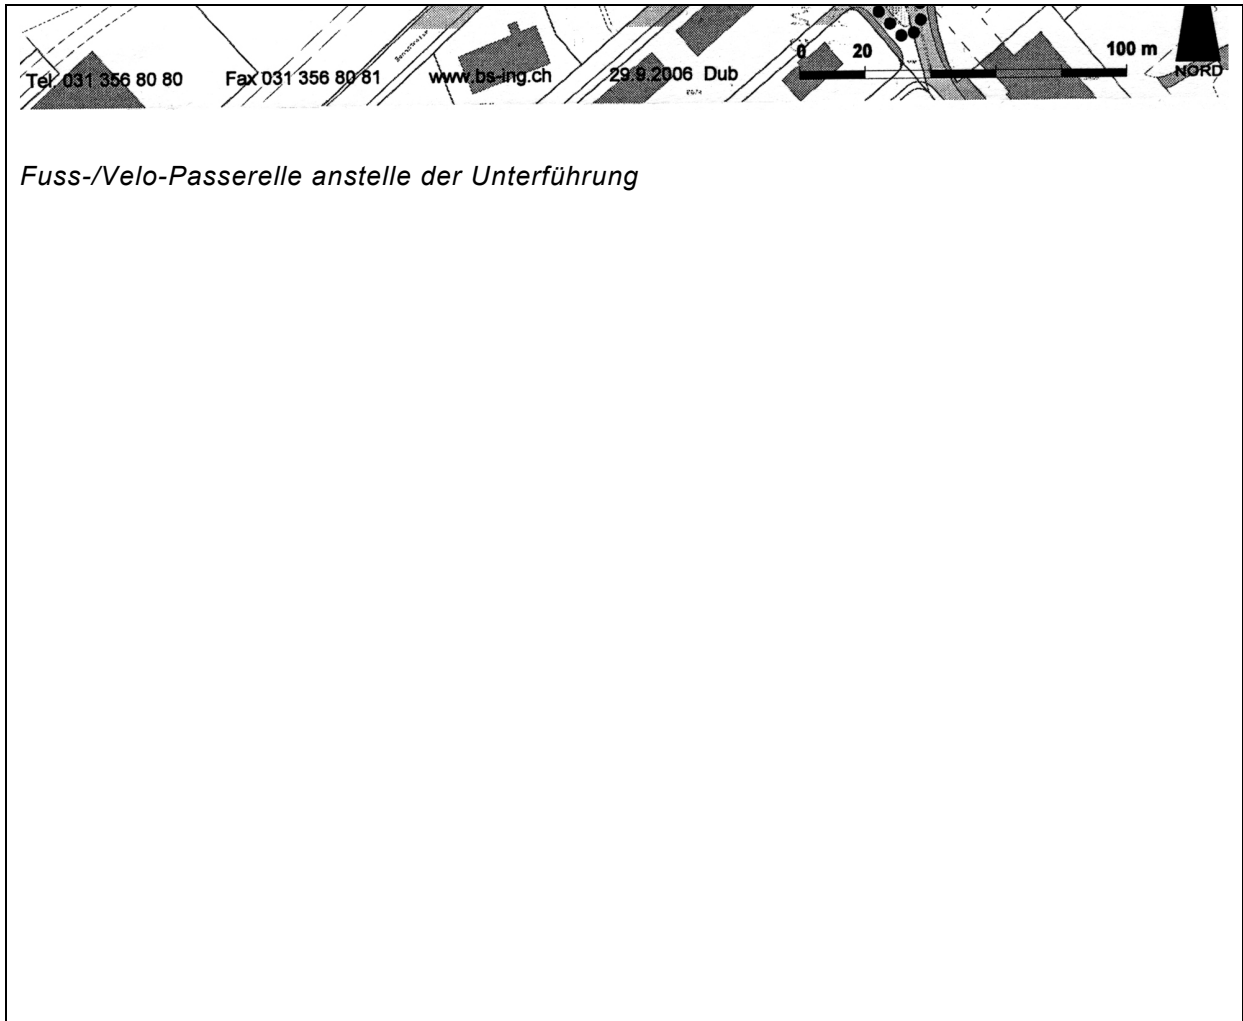 0 20 100 m
Tel. 031 356 80 80 Fax 031 356 80 81 www.bs-ing.ch 29.9.2006 Dub NORD
Fuss-/Velo-Passerelle anstelle der Unterführung